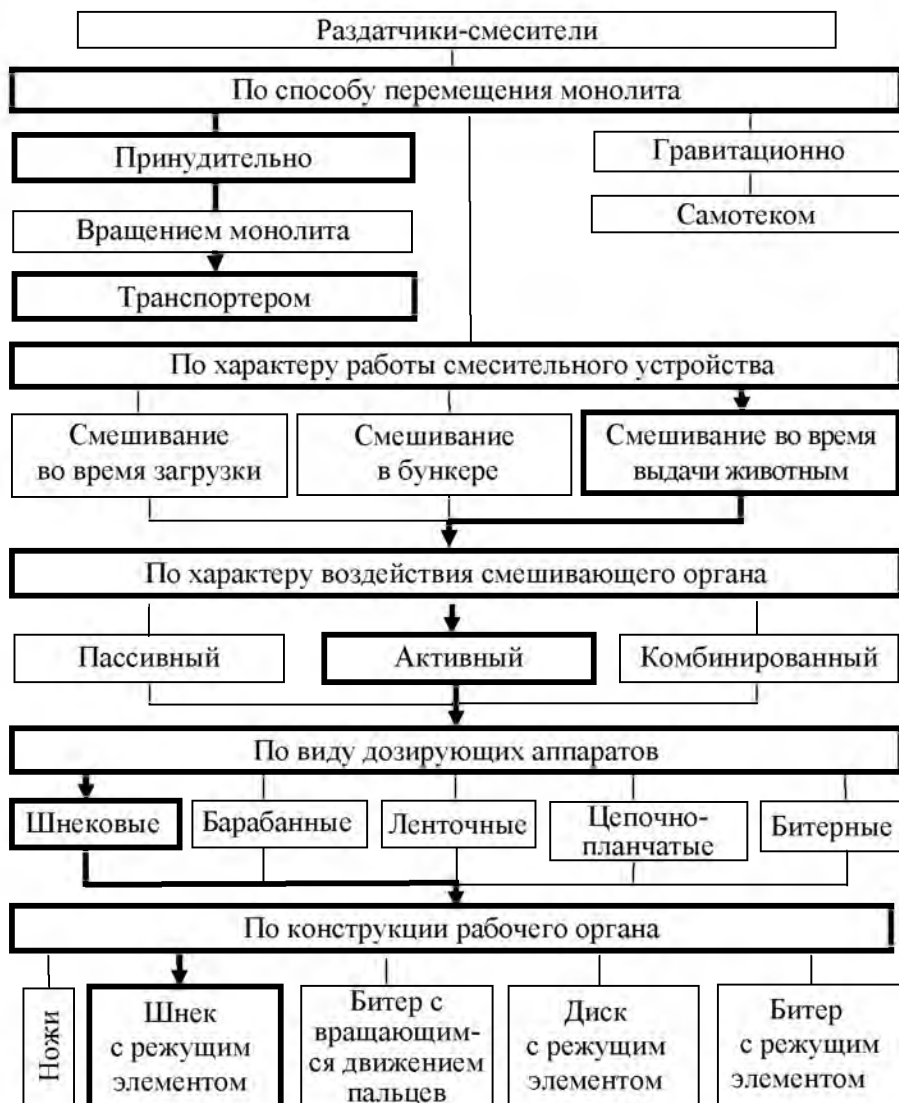 Раздатчики-смесители
По способу перемещения монолита
Принудительно
Гравитационно
Вращением монолита
Самотеком
Транспортером
По характеру работы смесительного устройства
Смешивание
во время загрузки
Смешивание
в бункере
Смешивание во время
выдачи животным
По характеру воздействия смешивающего органа
Пассивный
Активный
Комбинированный
По виду дозирующих аппаратов
Шнековые
Барабанные
Ленточные
Цепочно-
планчатые
Битерные
По конструкции рабочего органа
Ножи
Шнек
с режущим
элементом
Битер с
вращающим-
ся движением
пальцев
Диск
с режущим
элементом
Битер
с режущим
элементом